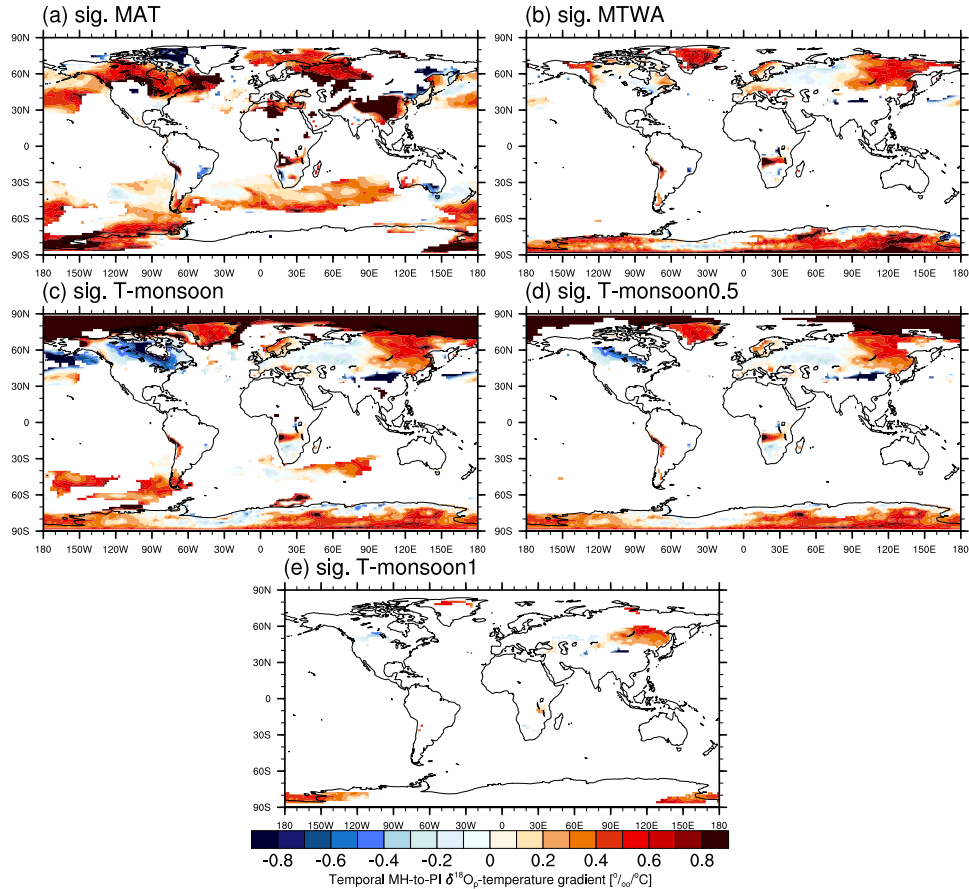 (a) sig. MAT
(b) sig. MTWA
90N 90N
60N 60N
30N 30N
0 0
30S 30S
60S 60S
90S 90S
180 150W 120W 90W 60W 30W 0 30E 60E 90E 120E 150E 180 180 150W 120W 90W 60W 30W 0 30E 60E 90E 120E 150E 180
(c) sig. T-monsoon
(d) sig. T-monsoon0.5
90N 90N
60N 60N
30N 30N
0 0
30S 30S
60S 60S
90S 90S
180 150W 120W 90W 60W 30W 0 30E 60E 90E 120E 150E 180 180 150W 120W 90W 60W 30W 0 30E 60E 90E 120E 150E 180
(e) sig. T-monsoon1
90N
60N
30N
0
30S
60S
90S
180 150W 120W 90W 60W 30W 0 30E 60E 90E 120E 150E 180
-0.8 -0.6 -0.4 -0.2 0 0.2 0.4 0.6 0.8
Temporal MH-to-PI δ¹⁸Oₚ-temperature gradient [°/ₒₒ/°C]